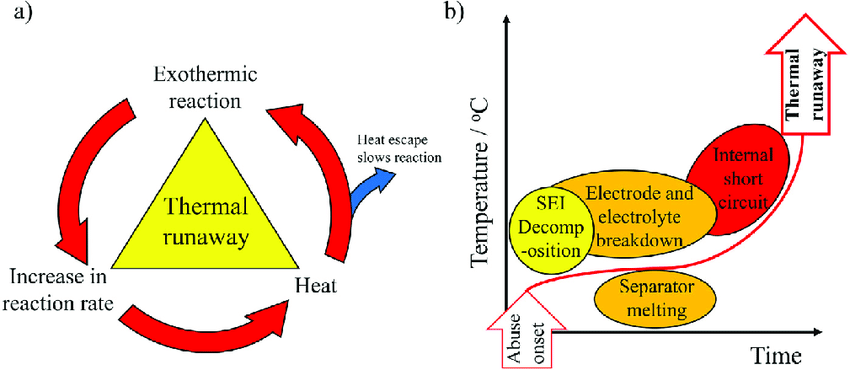 a)
Exothermic
reaction
Heat escape
slows reaction
Thermal
runaway
Increase in
reaction rate
Heat
b)
Temperature / ºC
Thermal
runaway
Internal
short
circuit
SEI
Decomp
-osition
Electrode and
electrolyte
breakdown
Separator
melting
Abuse
onset
Time